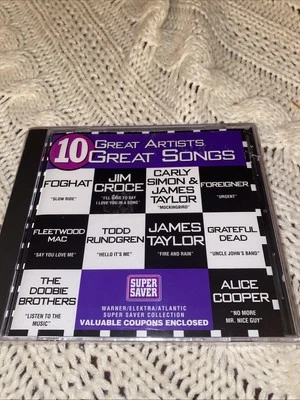 10 GREAT ARTISTS
GREAT SONGS
FOGHAT
"SLOW RIDE"
JIM
CROCE
"I'LL HAVE TO SAY
I LOVE YOU IN A SONG"
CARLY
SIMON &
JAMES
TAYLOR
"MOCKINGBIRD"
FOREIGNER
"URGENT"
FLEETWOOD
MAC
"SAY YOU LOVE ME"
TODD
RUNDGREN
"HELLO IT'S ME"
JAMES
TAYLOR
"FIRE AND RAIN"
GRATEFUL
DEAD
"UNCLE JOHN'S BAND"
THE
DOOBIE
BROTHERS
"LISTEN TO THE
MUSIC"
SUPER
SAVER
WARNER/ELEKTRA/ATLANTIC
SUPER SAVER COLLECTION
VALUABLE COUPONS ENCLOSED
ALICE
COOPER
"NO MORE
MR. NICE GUY"